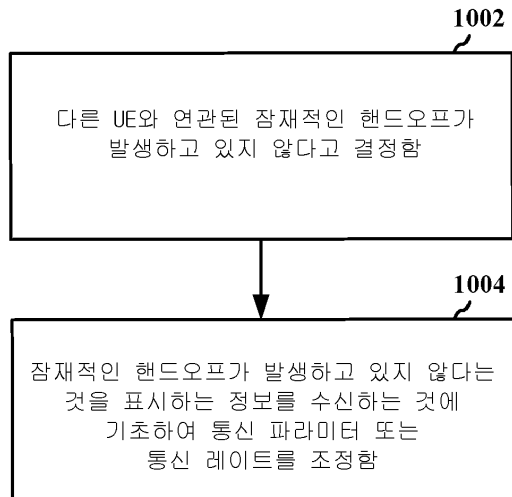 1002
다른 UE와 연관된 잠재적인 핸드오프가
발생하고 있지 않다고 결정함
1004
잠재적인 핸드오프가 발생하고 있지 않다는
것을 표시하는 정보를 수신하는 것에
기초하여 통신 파라미터 또는
통신 레이트를 조정함